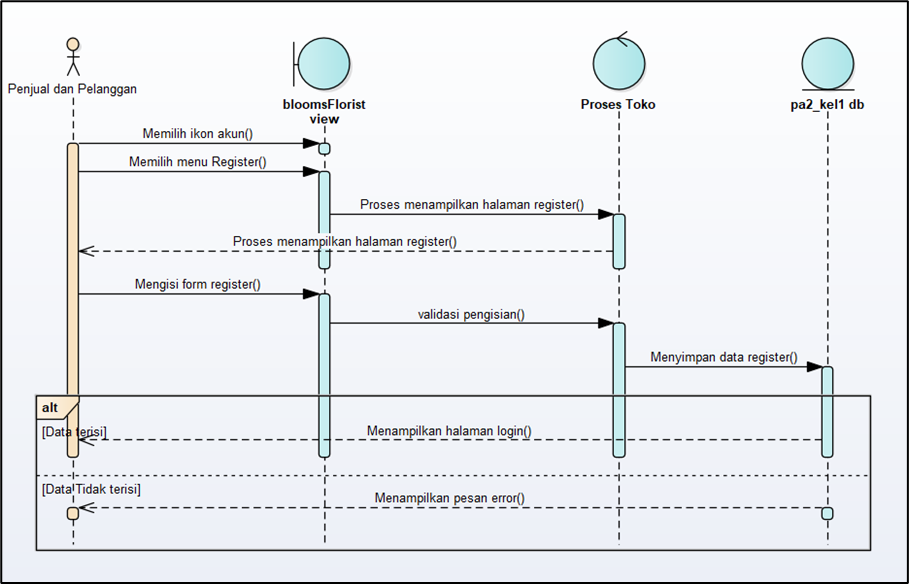 Penjual dan Pelanggan
bloomsFlorist
view
Proses Toko
pa2_kel1 db
Memilih ikon akun()
Memilih menu Register()
Proses menampilkan halaman register()
Proses menampilkan halaman register()
Mengisi form register()
validasi pengisian()
Menyimpan data register()
alt
[Data terisi]
Menampilkan halaman login()
[Data Tidak terisi]
Menampilkan pesan error()